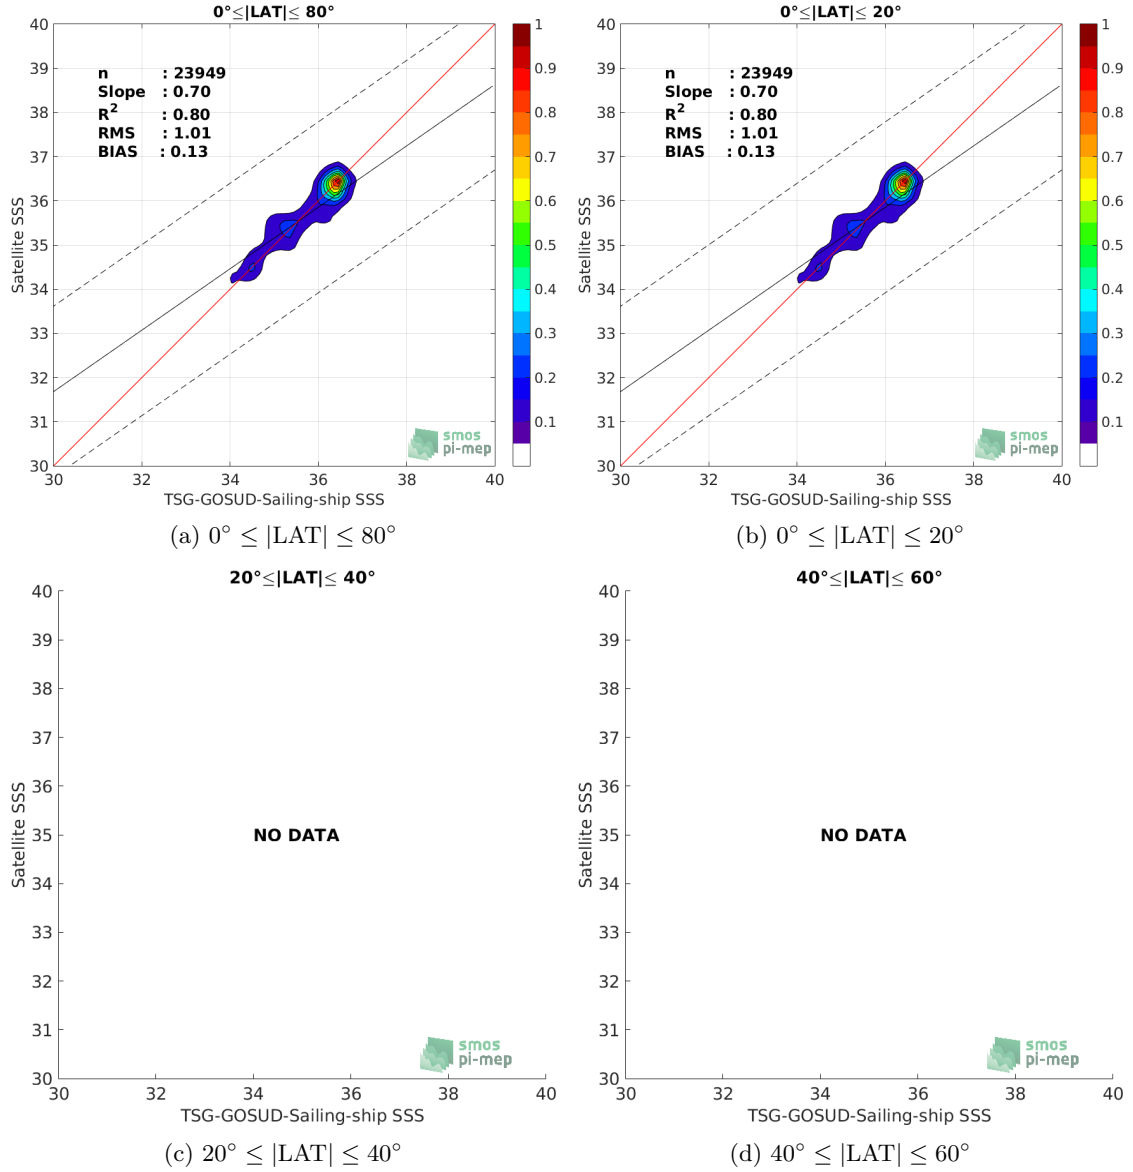 0°≤|LAT|≤ 80°
40
39
38
37
36
35
34
33
32
31
30
Satellite SSS
n : 23949
Slope : 0.70
R² : 0.80
RMS : 1.01
BIAS : 0.13
smos
pi-mep
30 32 34 36 38 40
TSG-GOSUD-Sailing-ship SSS
1
0.9
0.8
0.7
0.6
0.5
0.4
0.3
0.2
0.1
(a) 0° ≤ |LAT| ≤ 80°
0°≤|LAT|≤ 20°
40
39
38
37
36
35
34
33
32
31
30
Satellite SSS
n : 23949
Slope : 0.70
R² : 0.80
RMS : 1.01
BIAS : 0.13
smos
pi-mep
30 32 34 36 38 40
TSG-GOSUD-Sailing-ship SSS
1
0.9
0.8
0.7
0.6
0.5
0.4
0.3
0.2
0.1
(b) 0° ≤ |LAT| ≤ 20°
20°≤|LAT|≤ 40°
40
39
38
37
36
35
34
33
32
31
30
Satellite SSS
NO DATA
smos
pi-mep
30 32 34 36 38 40
TSG-GOSUD-Sailing-ship SSS
(c) 20° ≤ |LAT| ≤ 40°
40°≤|LAT|≤ 60°
40
39
38
37
36
35
34
33
32
31
30
Satellite SSS
NO DATA
smos
pi-mep
30 32 34 36 38 40
TSG-GOSUD-Sailing-ship SSS
(d) 40° ≤ |LAT| ≤ 60°